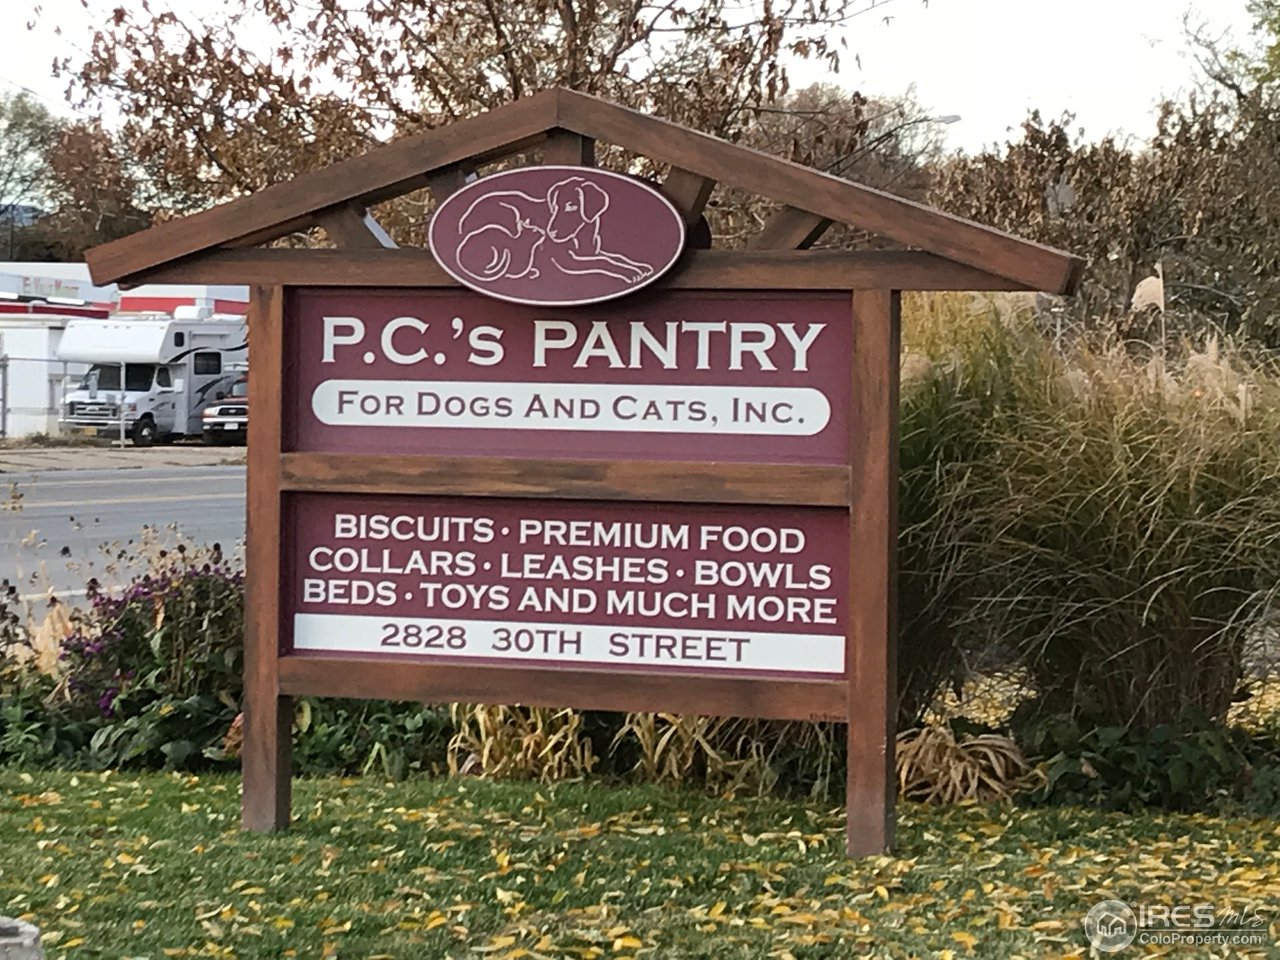 P.C.'s PANTRY
FOR DOGS AND CATS, INC.
BISCUITS · PREMIUM FOOD
COLLARS · LEASHES · BOWLS
BEDS · TOYS AND MUCH MORE
2828 30TH STREET
IRES MLS
ColoProperty.com